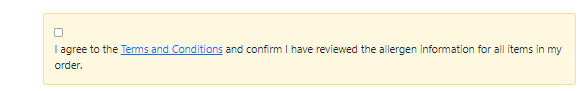 I agree to the Terms and Conditions and confirm I have reviewed the allergen information for all items in my
order.